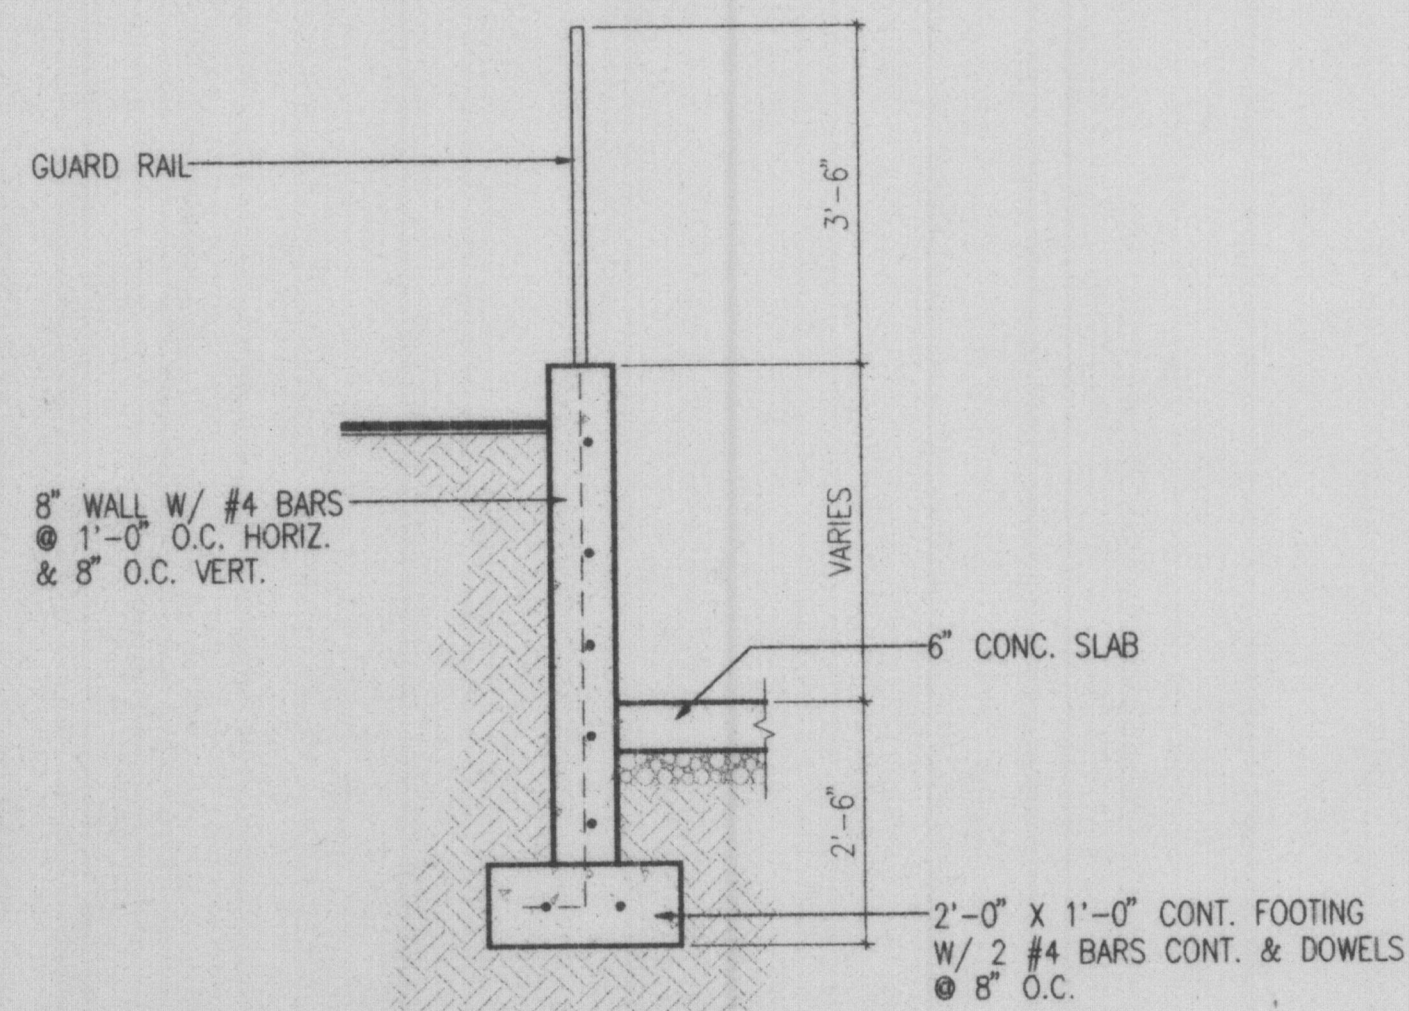 3'-6"
GUARD RAIL
8" WALL W/ #4 BARS
@ 1'-0" O.C. HORIZ.
& 8" O.C. VERT.
VARIES
6" CONC. SLAB
2'-6"
2'-0" X 1'-0" CONT. FOOTING
W/ 2 #4 BARS CONT. & DOWELS
@ 8" O.C.